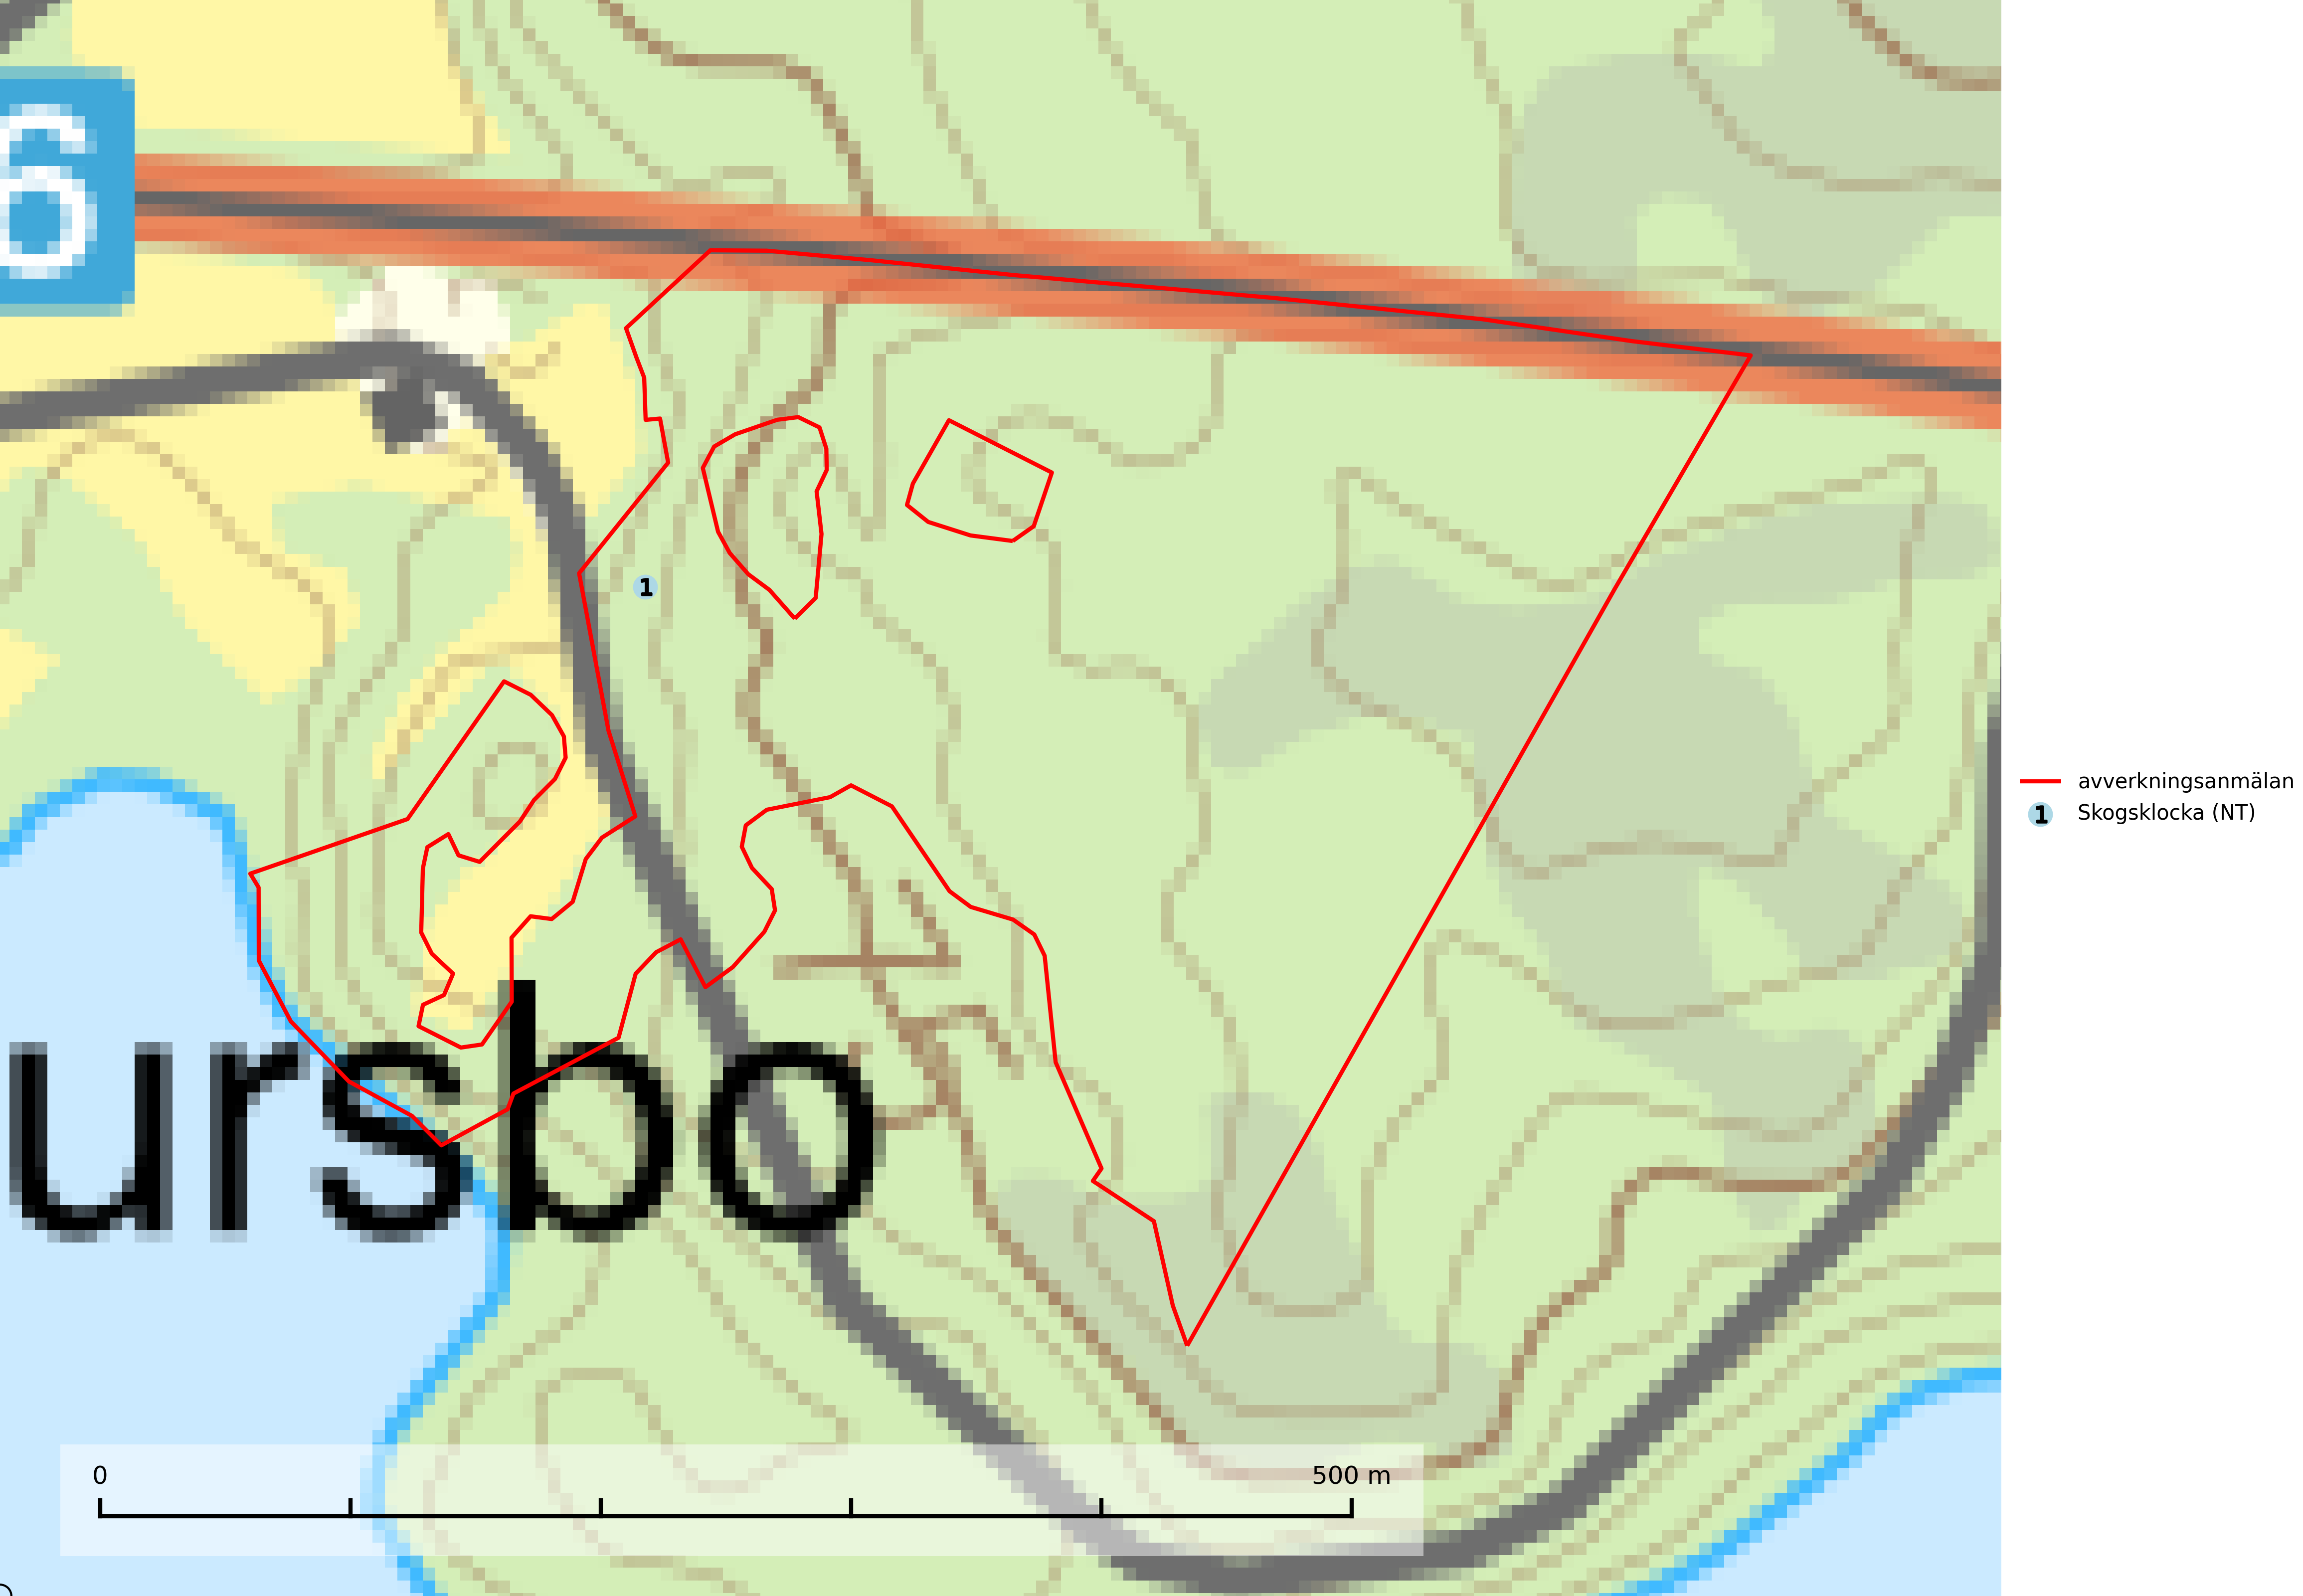 6
1
avverkningsanmälan
1 Skogsklocka (NT)
ursbo
0 500 m